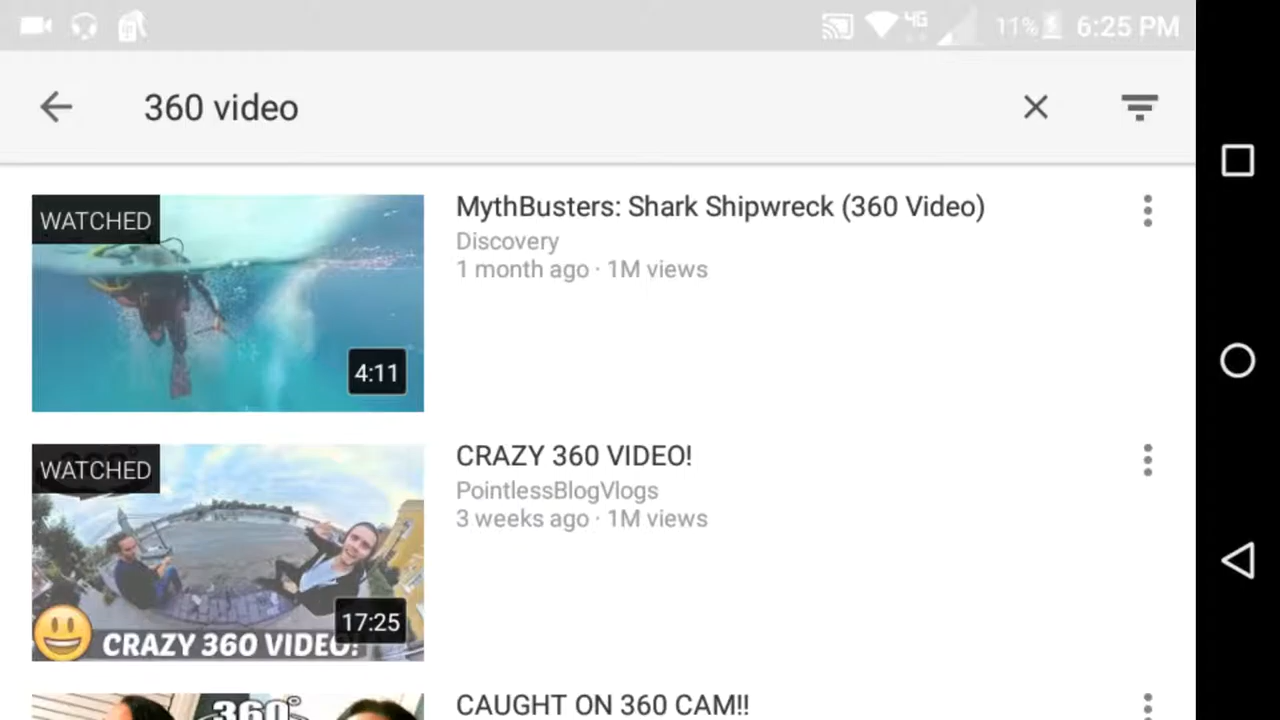 4G 11% 6:25 PM
360 video
WATCHED
4:11
MythBusters: Shark Shipwreck (360 Video)
Discovery
1 month ago · 1M views
WATCHED
17:25
CRAZY 360 VIDEO!
CRAZY 360 VIDEO!
PointlessBlogVlogs
3 weeks ago · 1M views
360°
CAUGHT ON 360 CAM!!